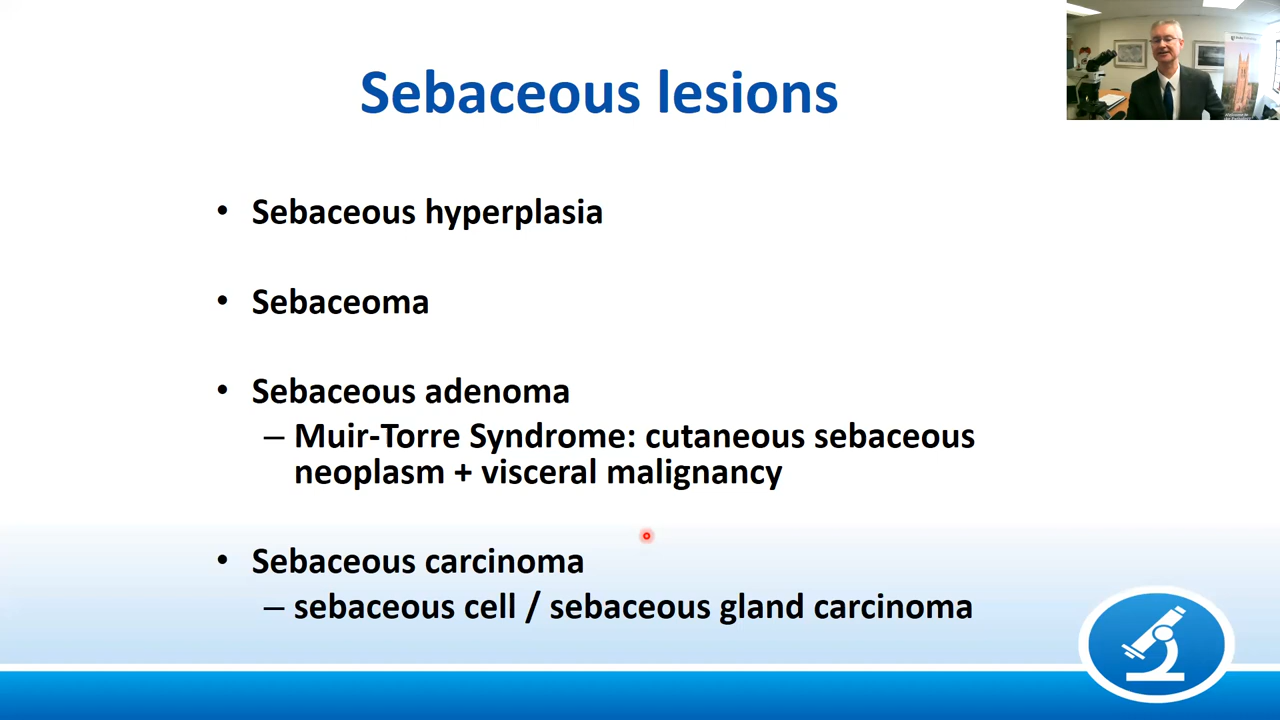 Sebaceous lesions
• Sebaceous hyperplasia
• Sebaceoma
• Sebaceous adenoma
– Muir-Torre Syndrome: cutaneous sebaceous
neoplasm + visceral malignancy
• Sebaceous carcinoma
– sebaceous cell / sebaceous gland carcinoma